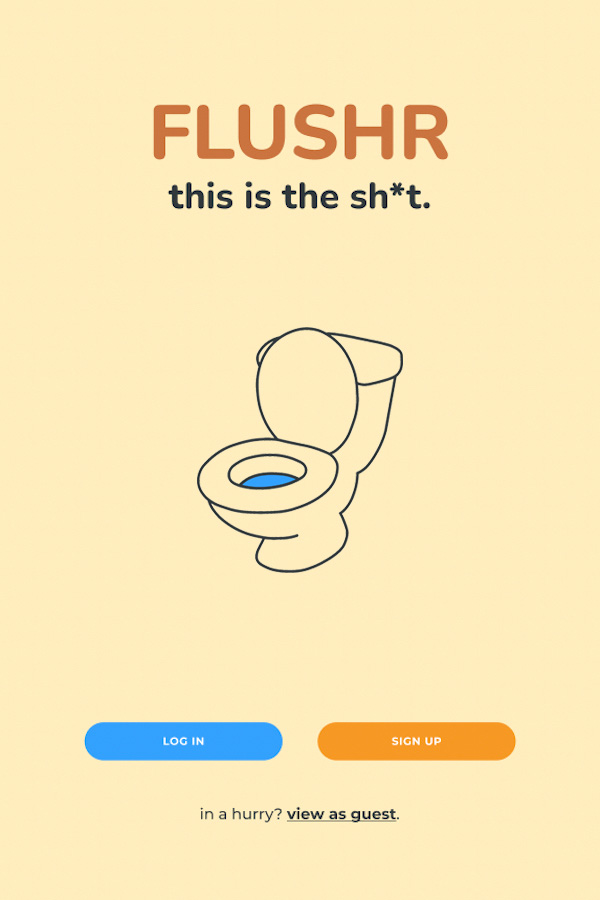 FLUSHR
this is the sh*t.
LOG IN
SIGN UP
in a hurry? view as guest.